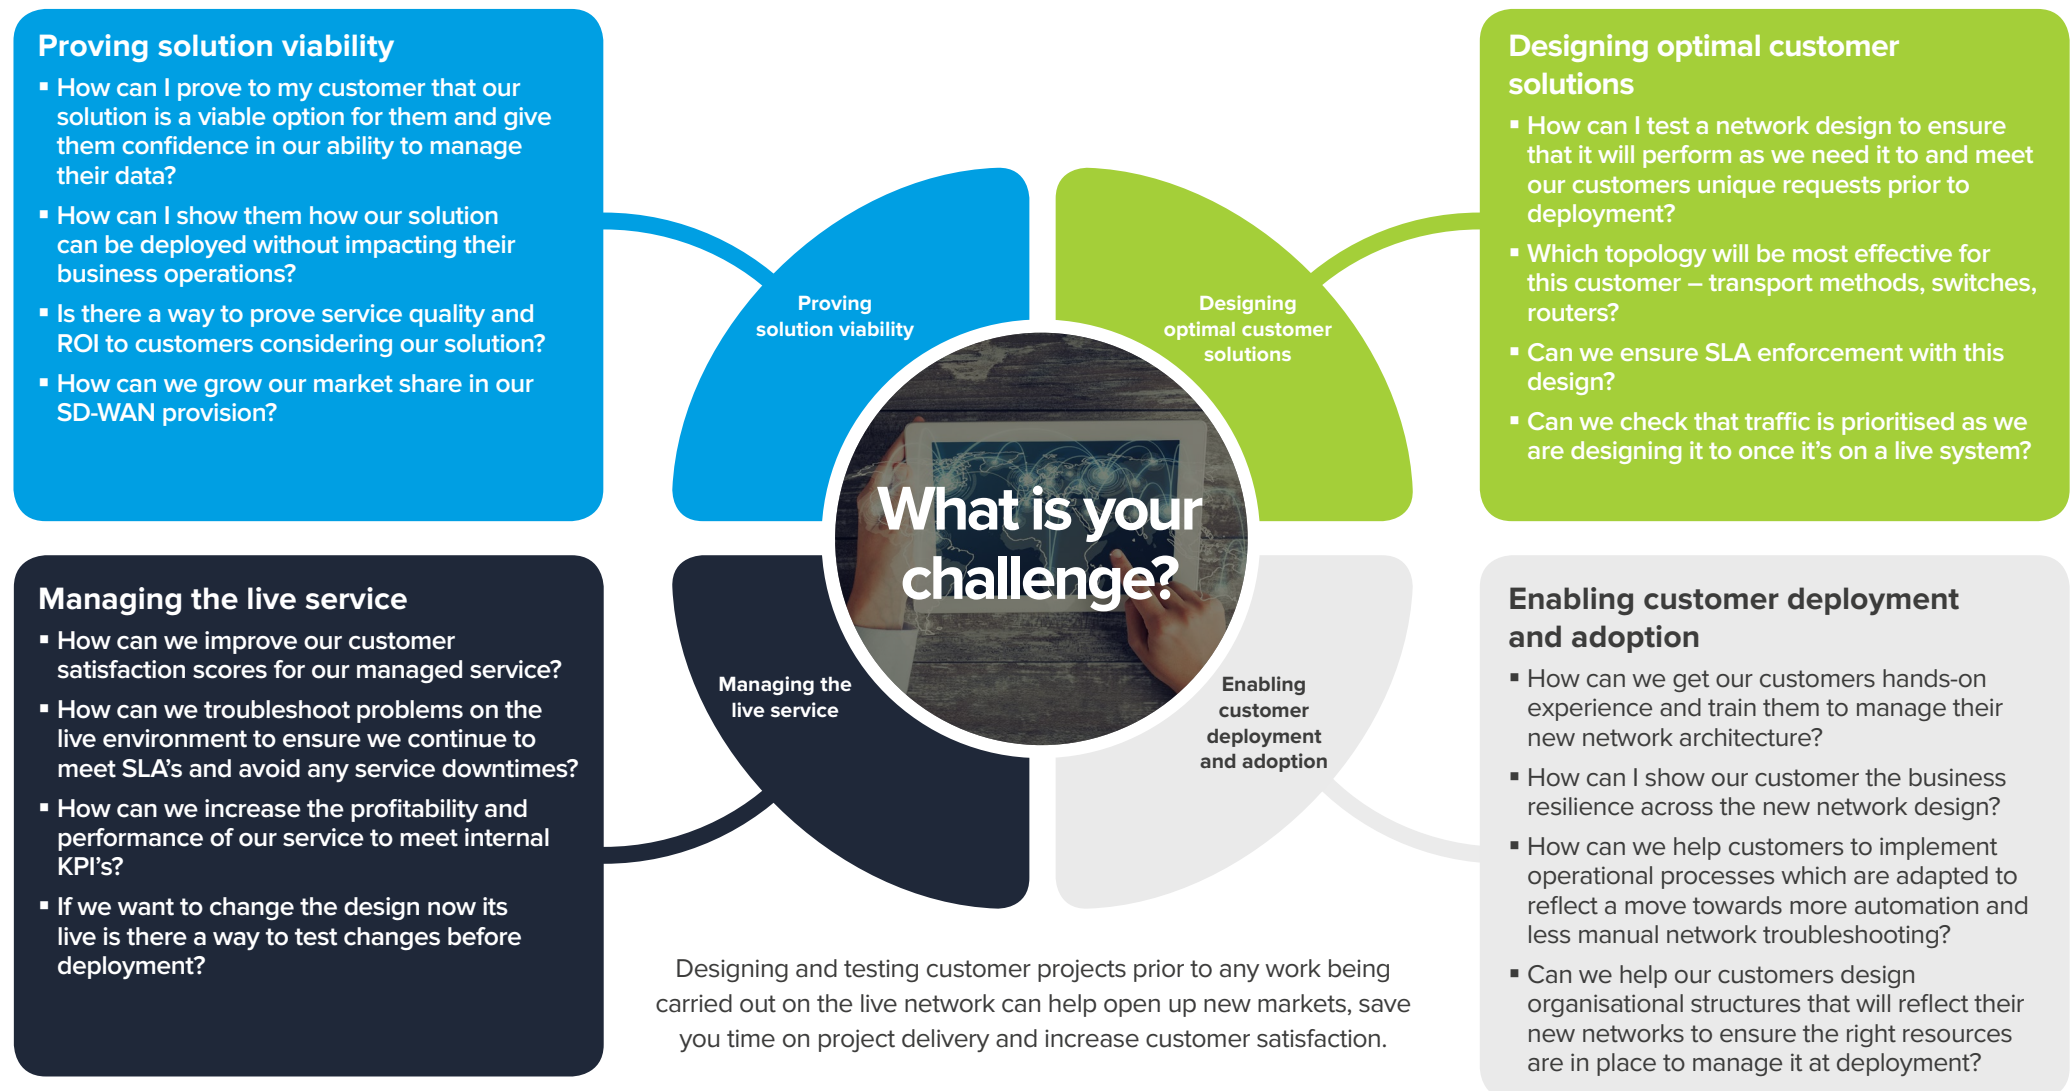 Proving solution viability
▪ How can I prove to my customer that our
solution is a viable option for them and give
them confidence in our ability to manage
their data?
▪ How can I show them how our solution
can be deployed without impacting their
business operations?
▪ Is there a way to prove service quality and
ROI to customers considering our solution?
▪ How can we grow our market share in our
SD-WAN provision?
Designing optimal customer
solutions
▪ How can I test a network design to ensure
that it will perform as we need it to and meet
our customers unique requests prior to
deployment?
▪ Which topology will be most effective for
this customer – transport methods, switches,
routers?
▪ Can we ensure SLA enforcement with this
design?
▪ Can we check that traffic is prioritised as we
are designing it to once it's on a live system?
Proving
solution viability
Designing
optimal customer
solutions
What is your
challenge?
Managing the
live service
Enabling
customer
deployment
and adoption
Managing the live service
▪ How can we improve our customer
satisfaction scores for our managed service?
▪ How can we troubleshoot problems on the
live environment to ensure we continue to
meet SLA's and avoid any service downtimes?
▪ How can we increase the profitability and
performance of our service to meet internal
KPI's?
▪ If we want to change the design now its
live is there a way to test changes before
deployment?
Enabling customer deployment
and adoption
▪ How can we get our customers hands-on
experience and train them to manage their
new network architecture?
▪ How can I show our customer the business
resilience across the new network design?
▪ How can we help customers to implement
operational processes which are adapted to
reflect a move towards more automation and
less manual network troubleshooting?
▪ Can we help our customers design
organisational structures that will reflect their
new networks to ensure the right resources
are in place to manage it at deployment?
Designing and testing customer projects prior to any work being
carried out on the live network can help open up new markets, save
you time on project delivery and increase customer satisfaction.